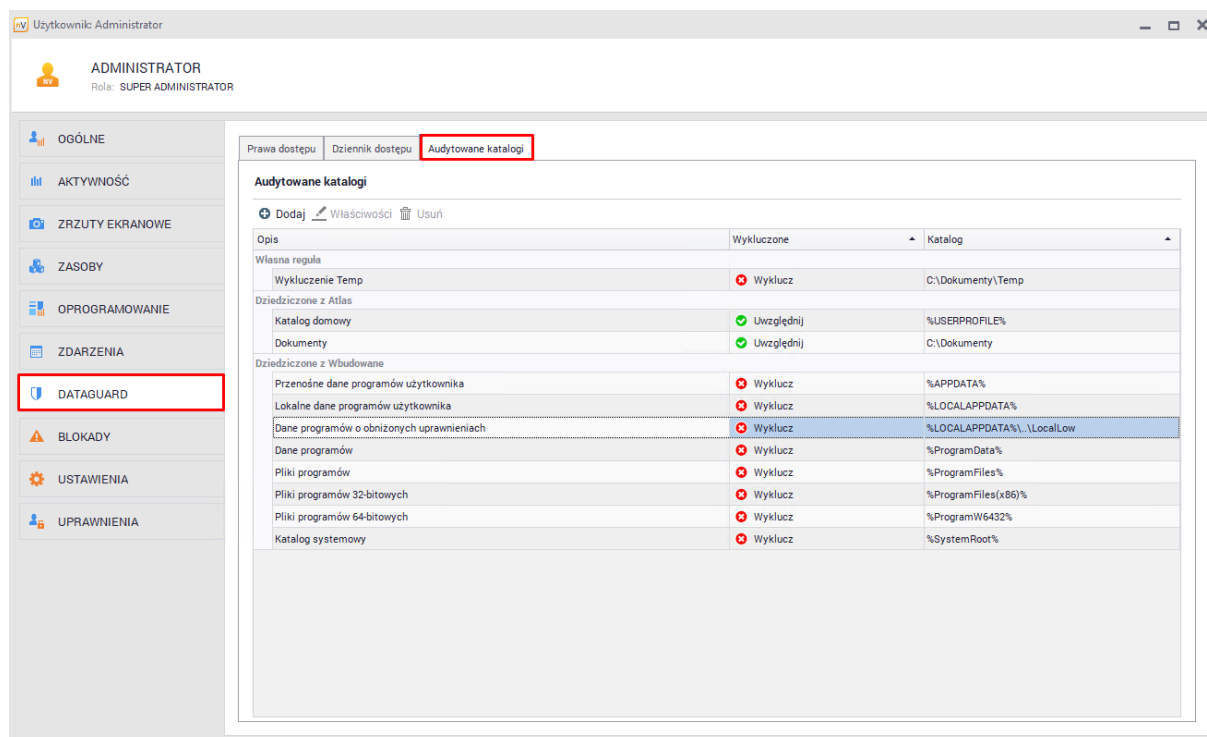 nV Użytkownik: Administrator
NV
ADMINISTRATOR
Rola: SUPER ADMINISTRATOR
OGÓLNE
AKTYWNOŚĆ
ZRZUTY EKRANOWE
ZASOBY
OPROGRAMOWANIE
ZDARZENIA
DATAGUARD
BLOKADY
USTAWIENIA
UPRAWNIENIA
Prawa dostępu Dziennik dostępu Audytowane katalogi
Audytowane katalogi
Dodaj Właściwości Usuń
Opis Wykluczone Katalog
Własna reguła
Wykluczenie Temp Wyklucz C:\Dokumenty\Temp
Dziedziczone z Atlas
Katalog domowy Uwzględnij %USERPROFILE%
Dokumenty Uwzględnij C:\Dokumenty
Dziedziczone z Wbudowane
Przenośne dane programów użytkownika Wyklucz %APPDATA%
Lokalne dane programów użytkownika Wyklucz %LOCALAPPDATA%
Dane programów o obniżonych uprawnieniach Wyklucz %LOCALAPPDATA%\..\LocalLow
Dane programów Wyklucz %ProgramData%
Pliki programów Wyklucz %ProgramFiles%
Pliki programów 32-bitowych Wyklucz %ProgramFiles(x86)%
Pliki programów 64-bitowych Wyklucz %ProgramW6432%
Katalog systemowy Wyklucz %SystemRoot%